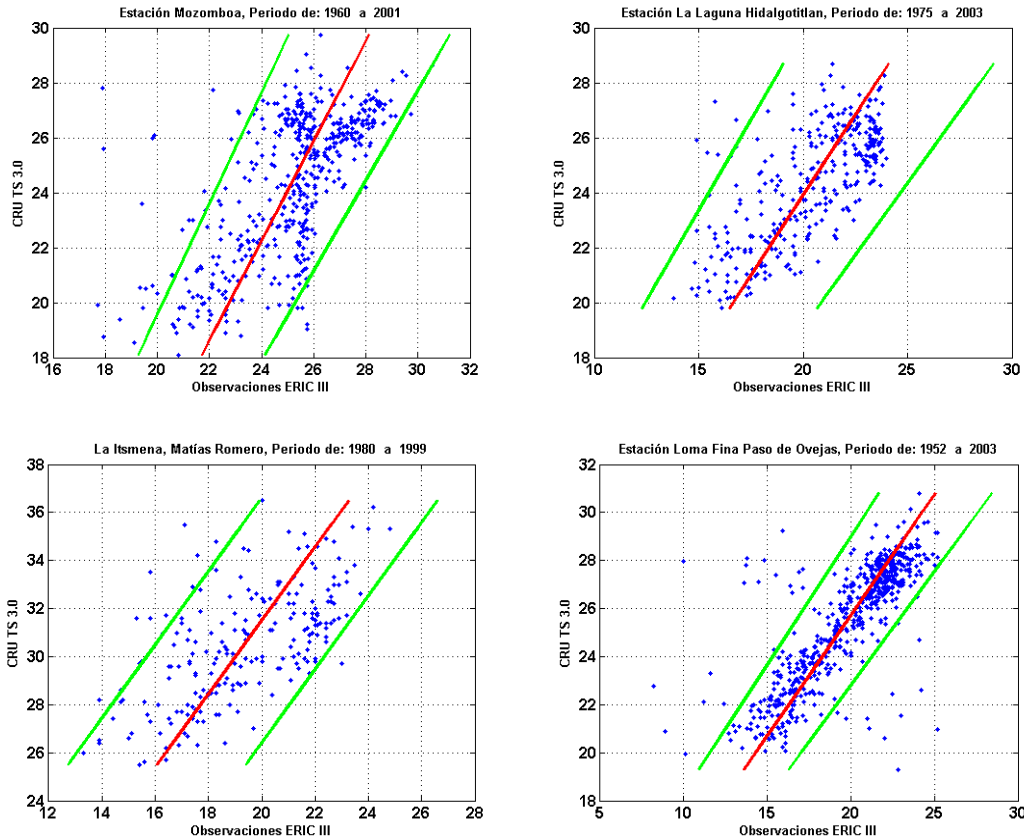 Estación Mozomboa, Periodo de: 1960 a 2001
30
28
26
24
22
20
18
CRU TS 3.0
16 18 20 22 24 26 28 30 32
Observaciones ERIC III
Estación La Laguna Hidalgotitlan, Periodo de: 1975 a 2003
30
28
26
24
22
20
18
CRU TS 3.0
10 15 20 25 30
Observaciones ERIC III
La Itsmena, Matías Romero, Periodo de: 1980 a 1999
38
36
34
32
30
28
26
24
CRU TS 3.0
12 14 16 18 20 22 24 26 28
Observaciones ERIC III
Estación Loma Fina Paso de Ovejas, Periodo de: 1952 a 2003
32
30
28
26
24
22
20
18
CRU TS 3.0
5 10 15 20 25 30
Observaciones ERIC III